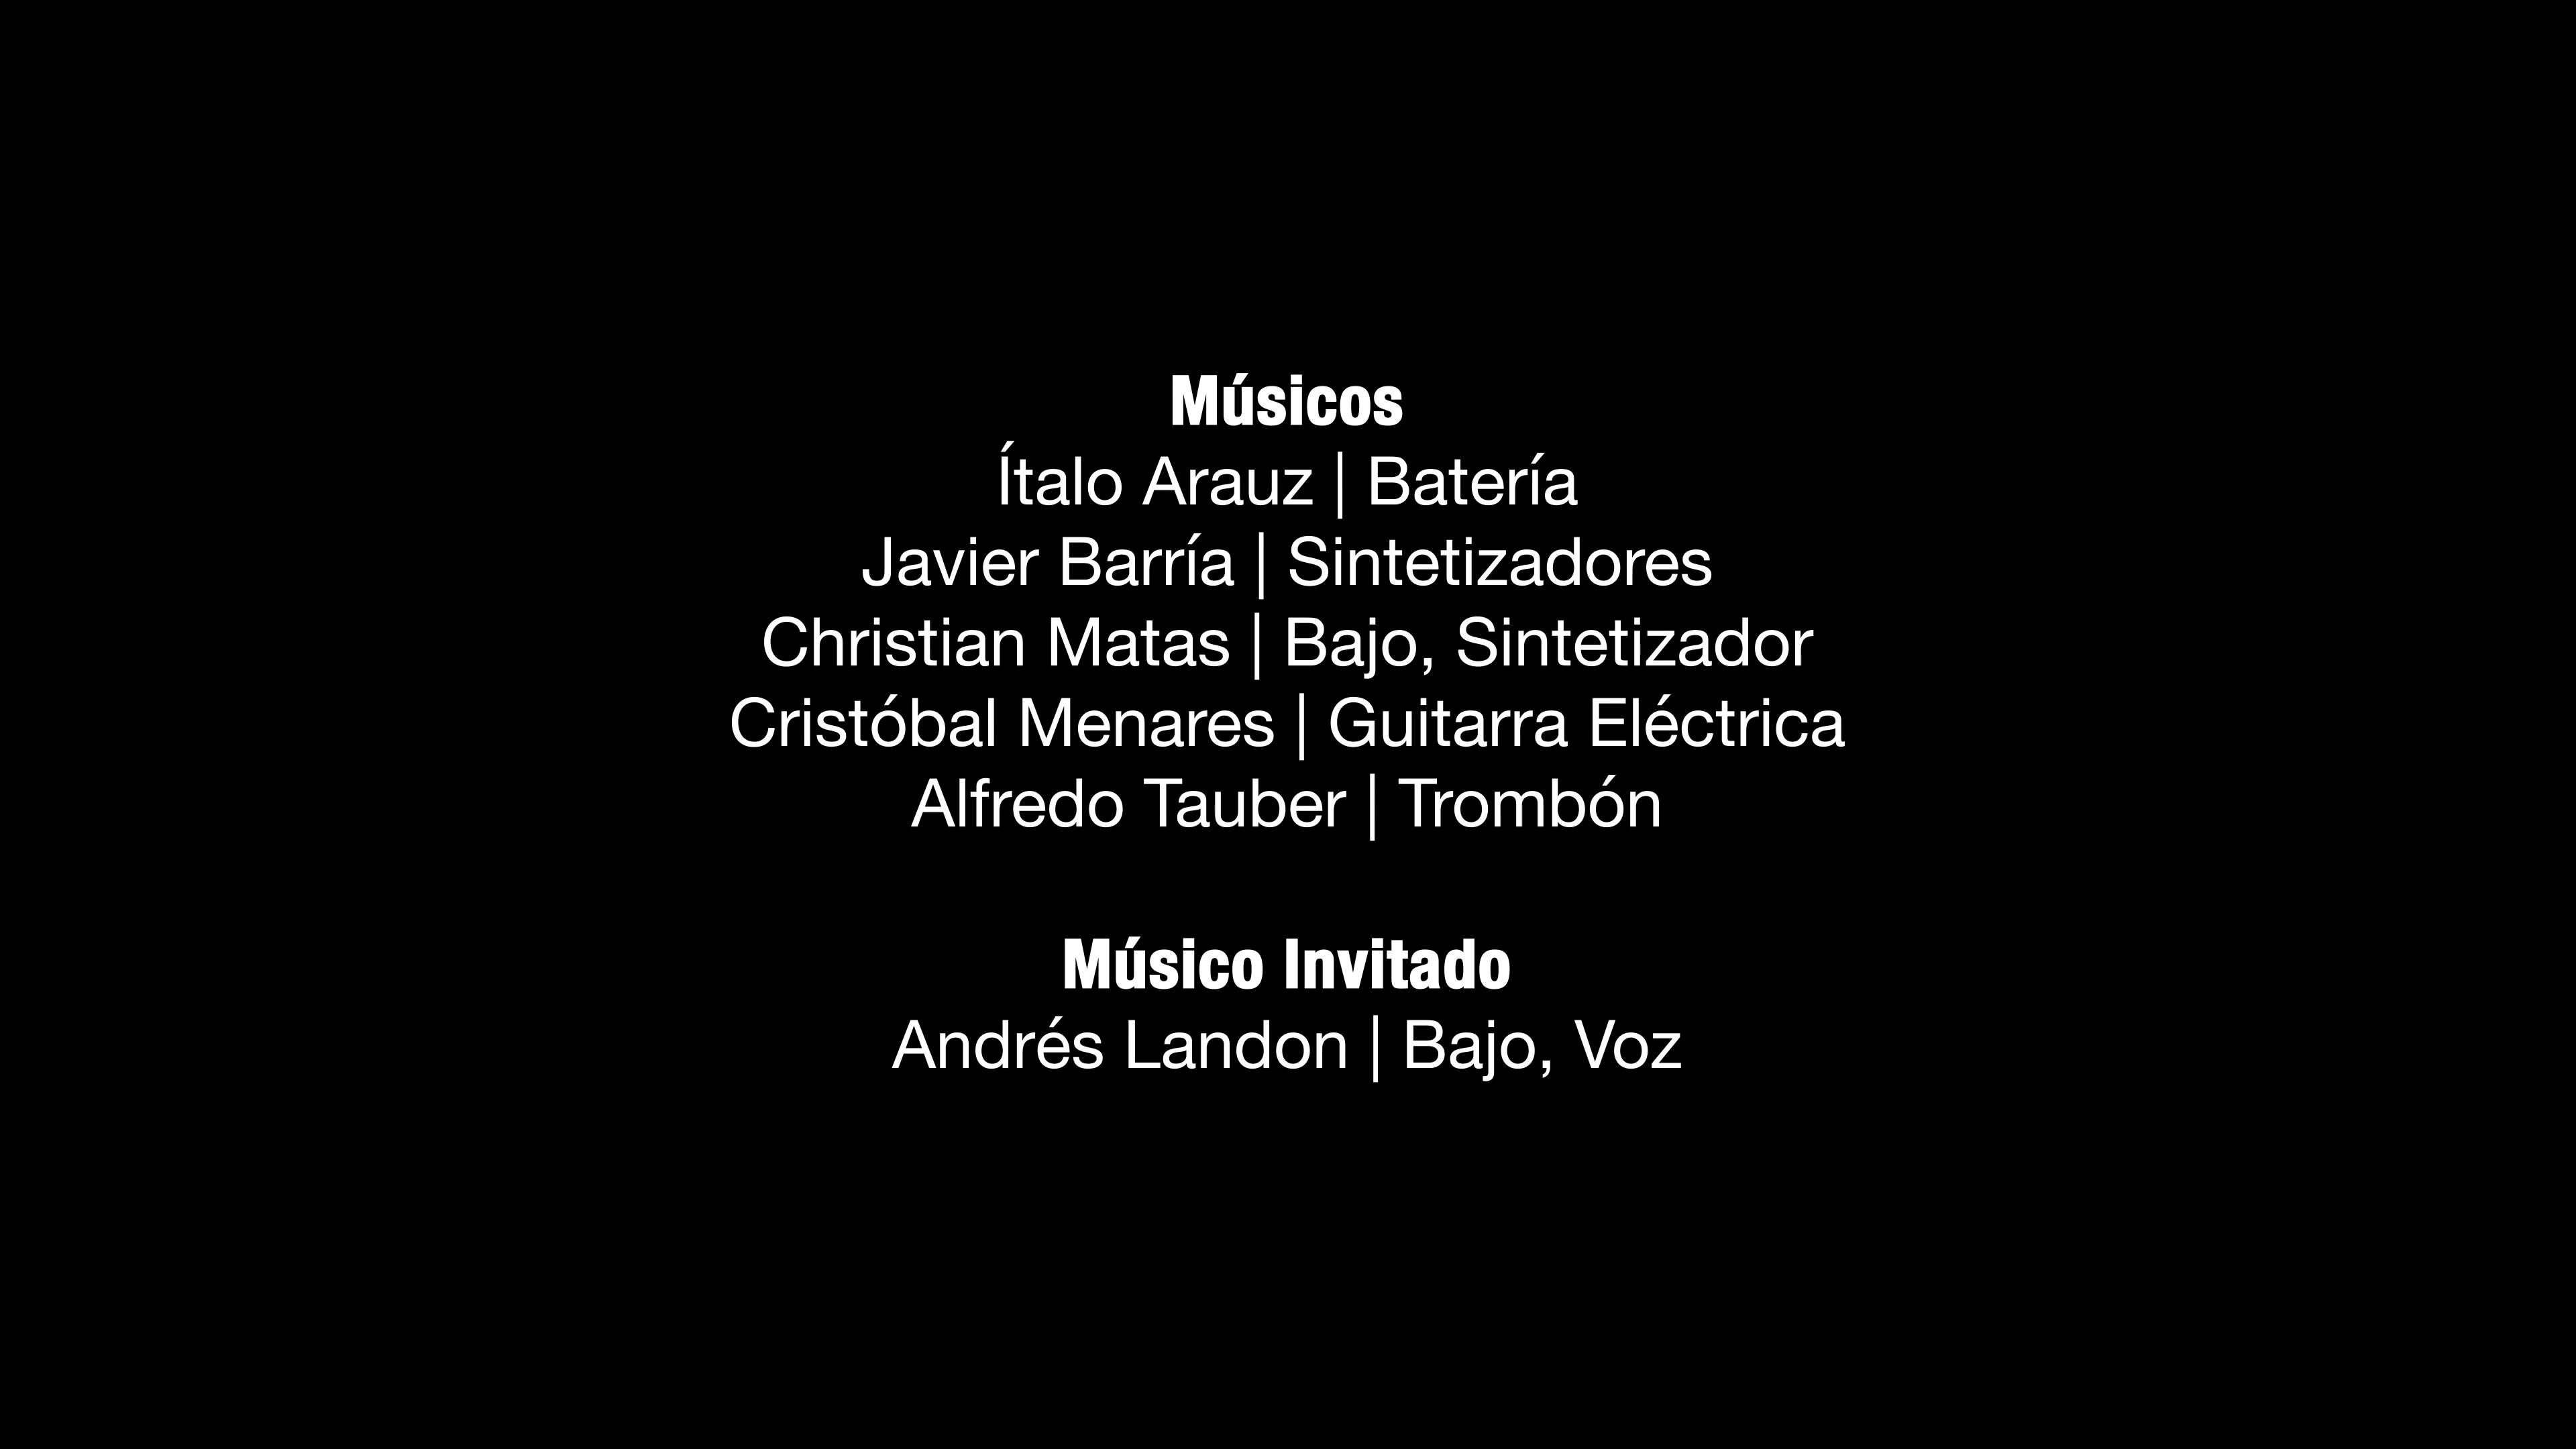 Músicos
Ítalo Arauz | Batería
Javier Barría | Sintetizadores
Christian Matas | Bajo, Sintetizador
Cristóbal Menares | Guitarra Eléctrica
Alfredo Tauber | Trombón
Músico Invitado
Andrés Landon | Bajo, Voz